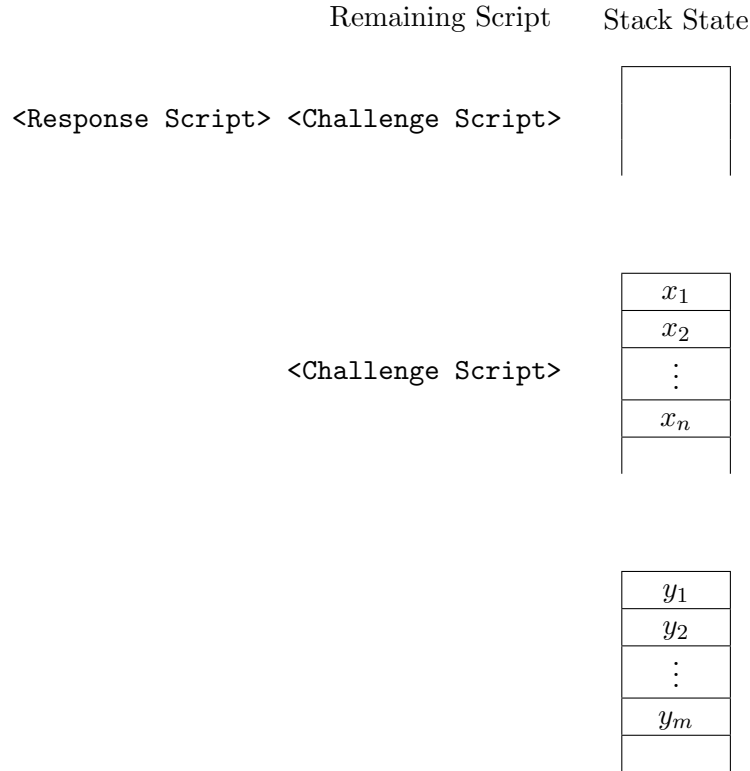 Remaining Script Stack State
<Response Script> <Challenge Script>
x₁
x₂
<Challenge Script>
⋮
xₙ
y₁
y₂
⋮
yₘ